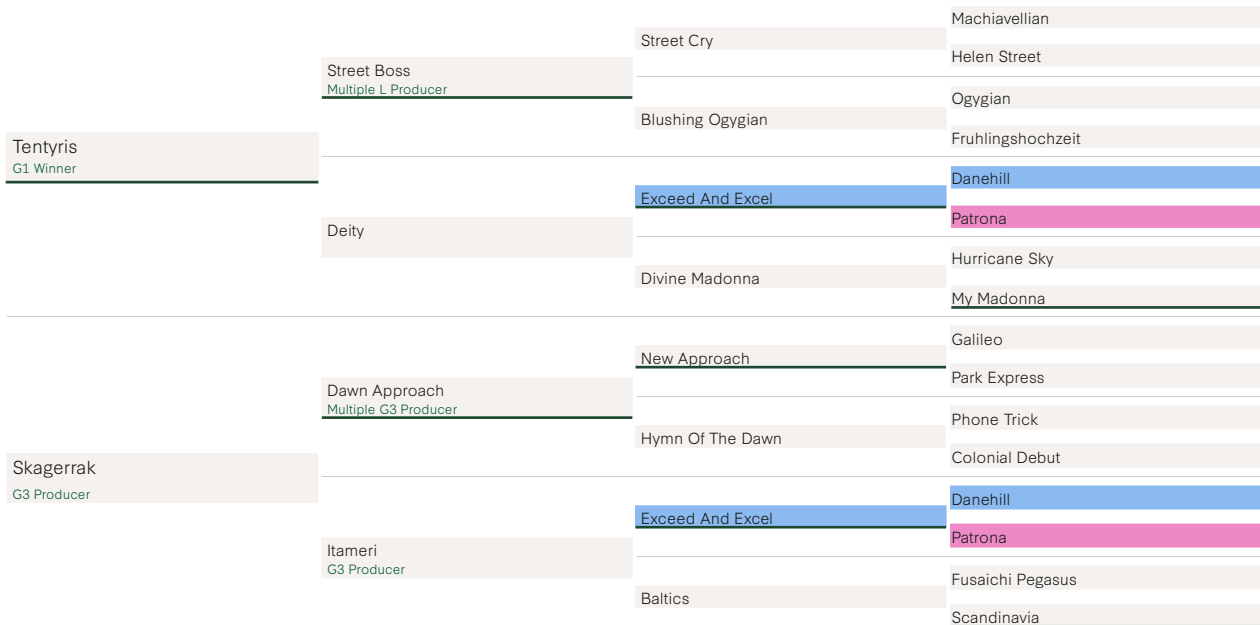 Tentyris
G1 Winner
Skagerrak
G3 Producer
Street Boss
Multiple L Producer
Deity
Dawn Approach
Multiple G3 Producer
Itameri
G3 Producer
Street Cry
Blushing Ogygian
Exceed And Excel
Divine Madonna
New Approach
Hymn Of The Dawn
Exceed And Excel
Baltics
Machiavellian
Helen Street
Ogygian
Fruhlingshochzeit
Danehill
Patrona
Hurricane Sky
My Madonna
Galileo
Park Express
Phone Trick
Colonial Debut
Danehill
Patrona
Fusaichi Pegasus
Scandinavia